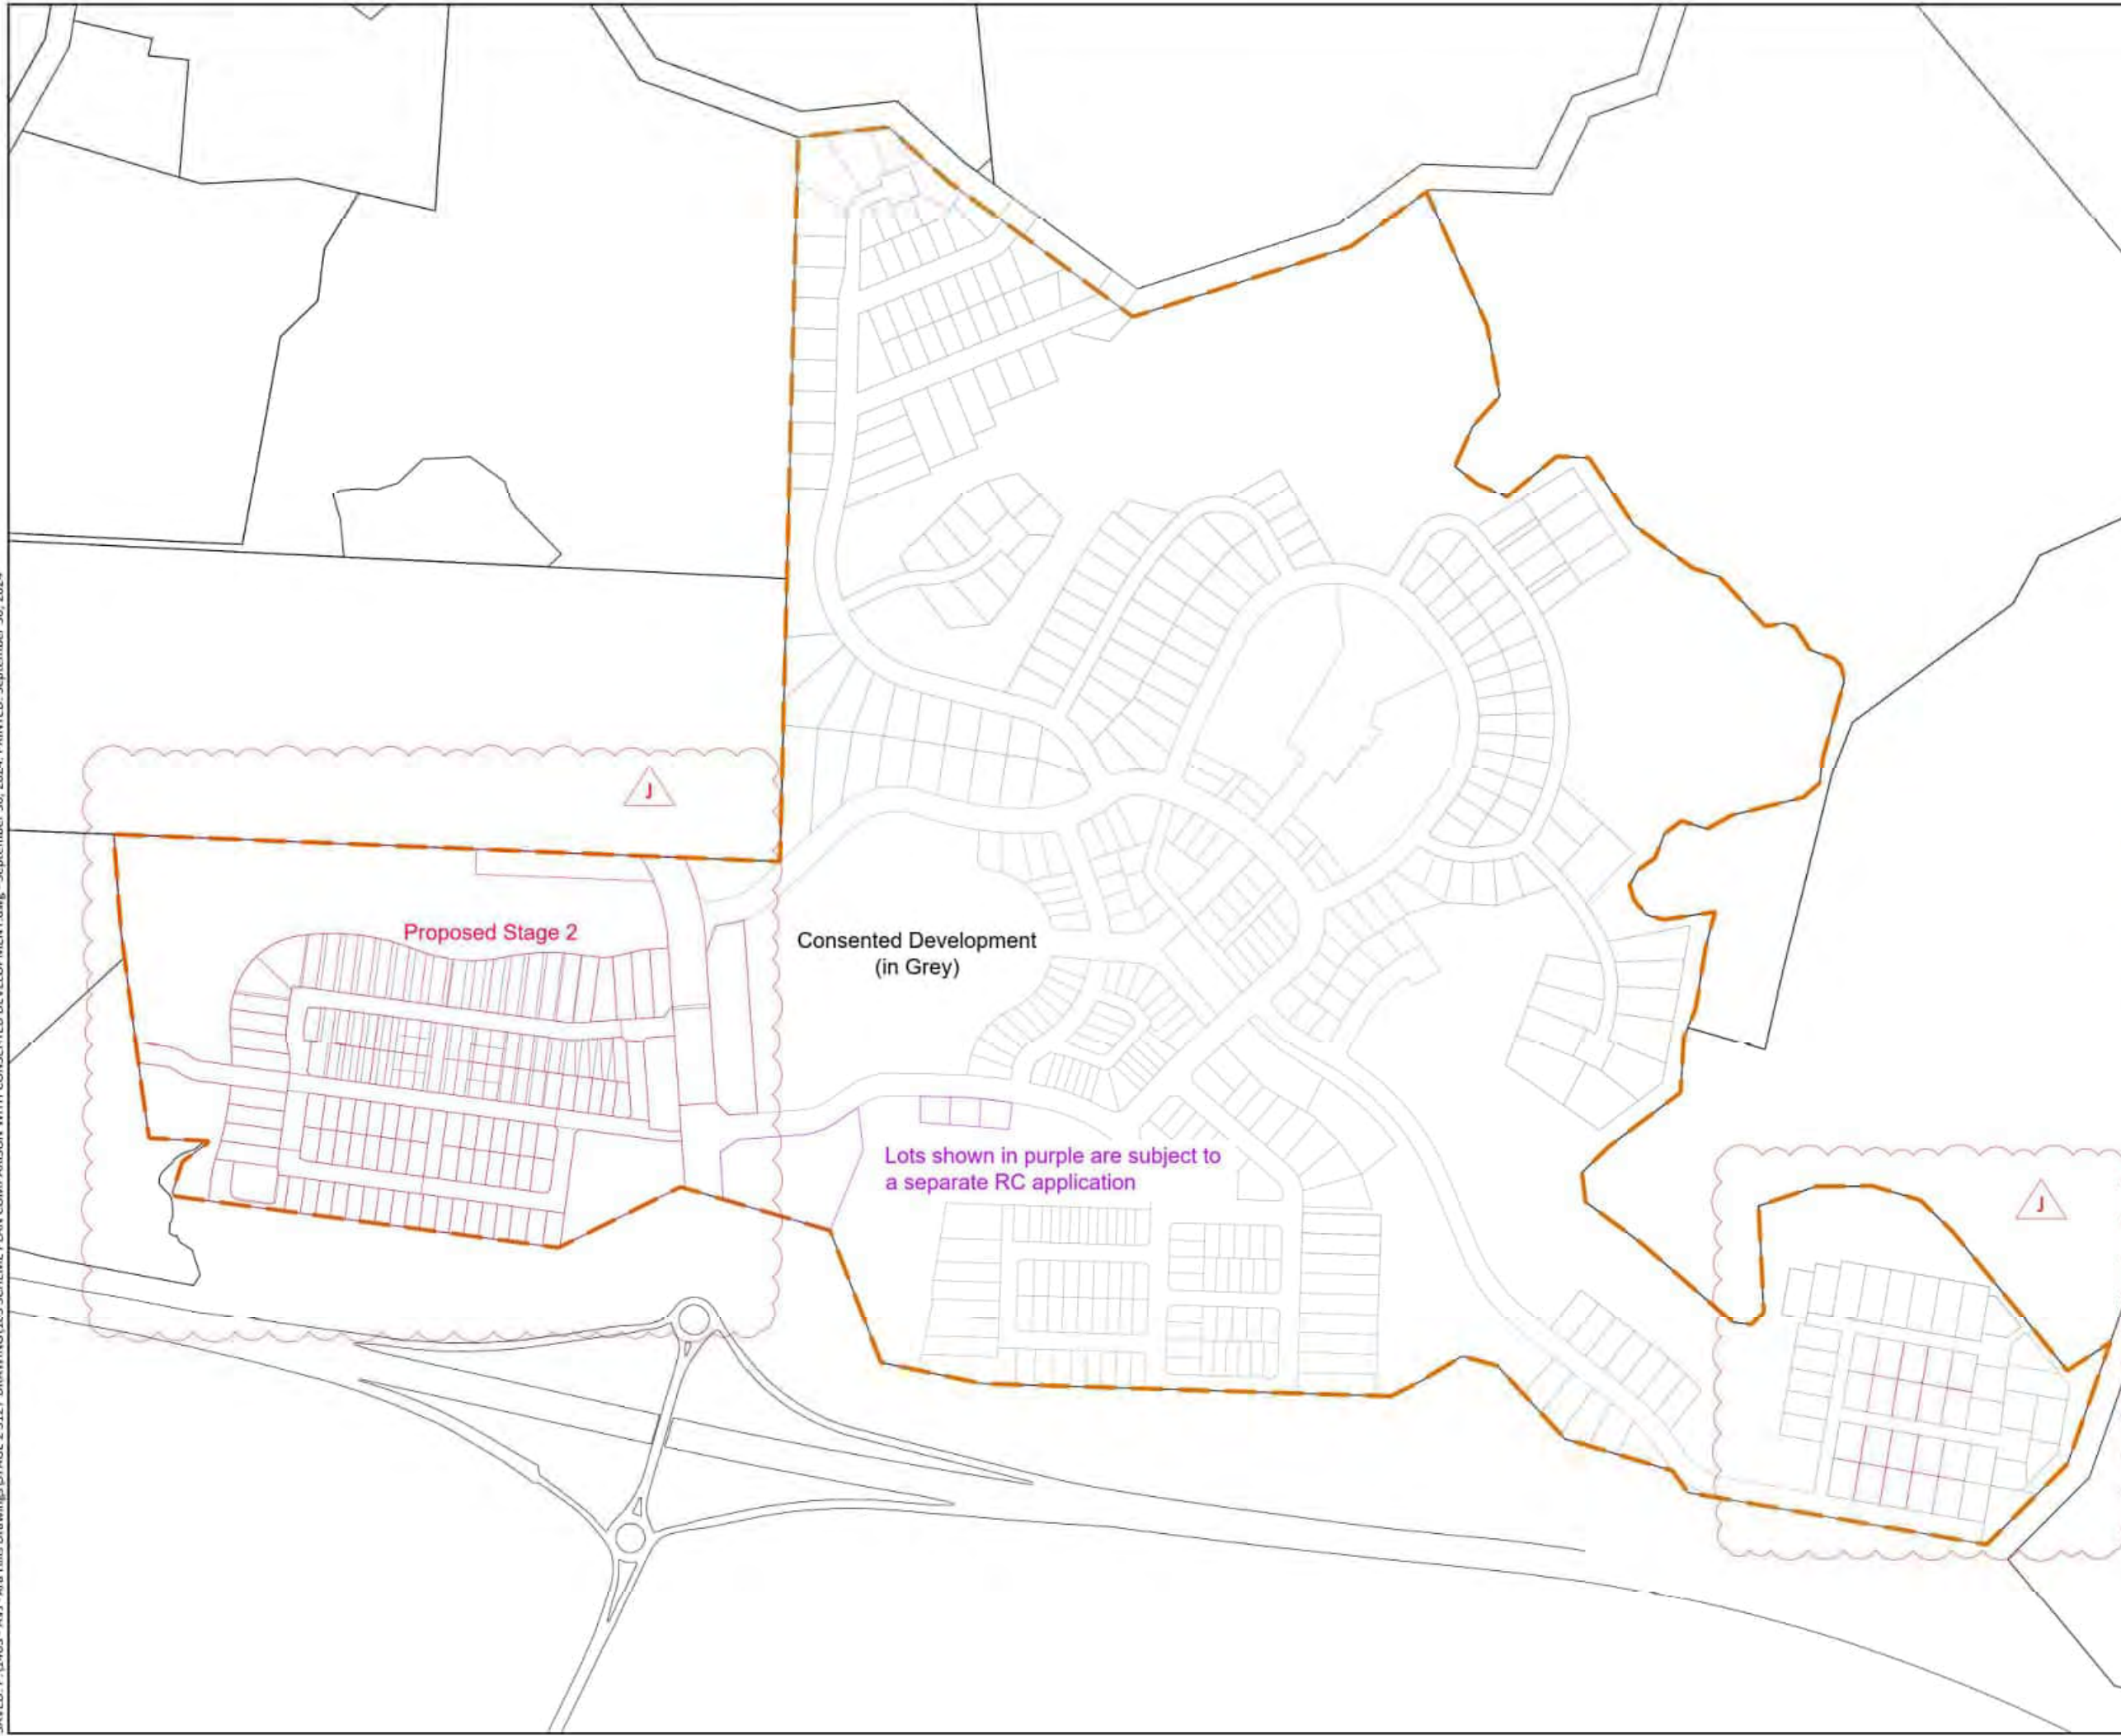 J
Proposed Stage 2
Consented Development
(in Grey)
Lots shown in purple are subject to
a separate RC application
J